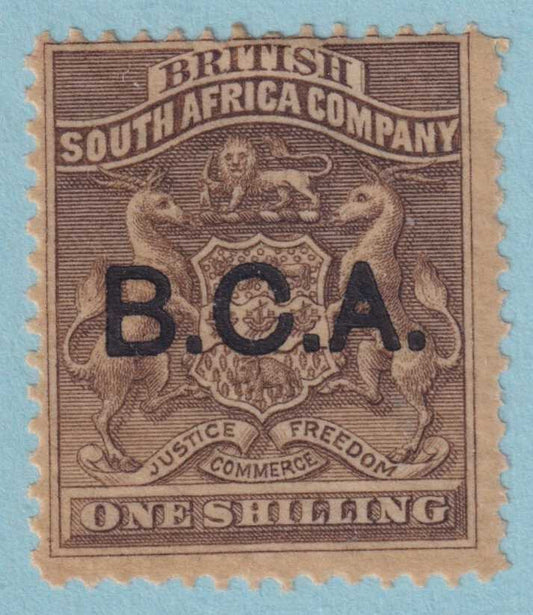 BRITISH
SOUTH AFRICA COMPANY
B.C.A.
JUSTICE FREEDOM
COMMERCE
ONE SHILLING